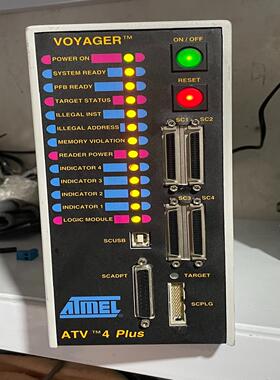 VOYAGER™
ON / OFF
POWER ON
SYSTEM READY
PFB READY
RESET
TARGET STATUS
ILLEGAL INST
ILLEGAL ADDRESS
SC1 SC2
MEMORY VIOLATION
READER POWER
INDICATOR 4
INDICATOR 3
INDICATOR 2
INDICATOR 1
SC3 SC4
LOGIC MODULE
SCUSB
SCADPT
TARGET
SCPLG
ATMEL
ATV ™4 Plus